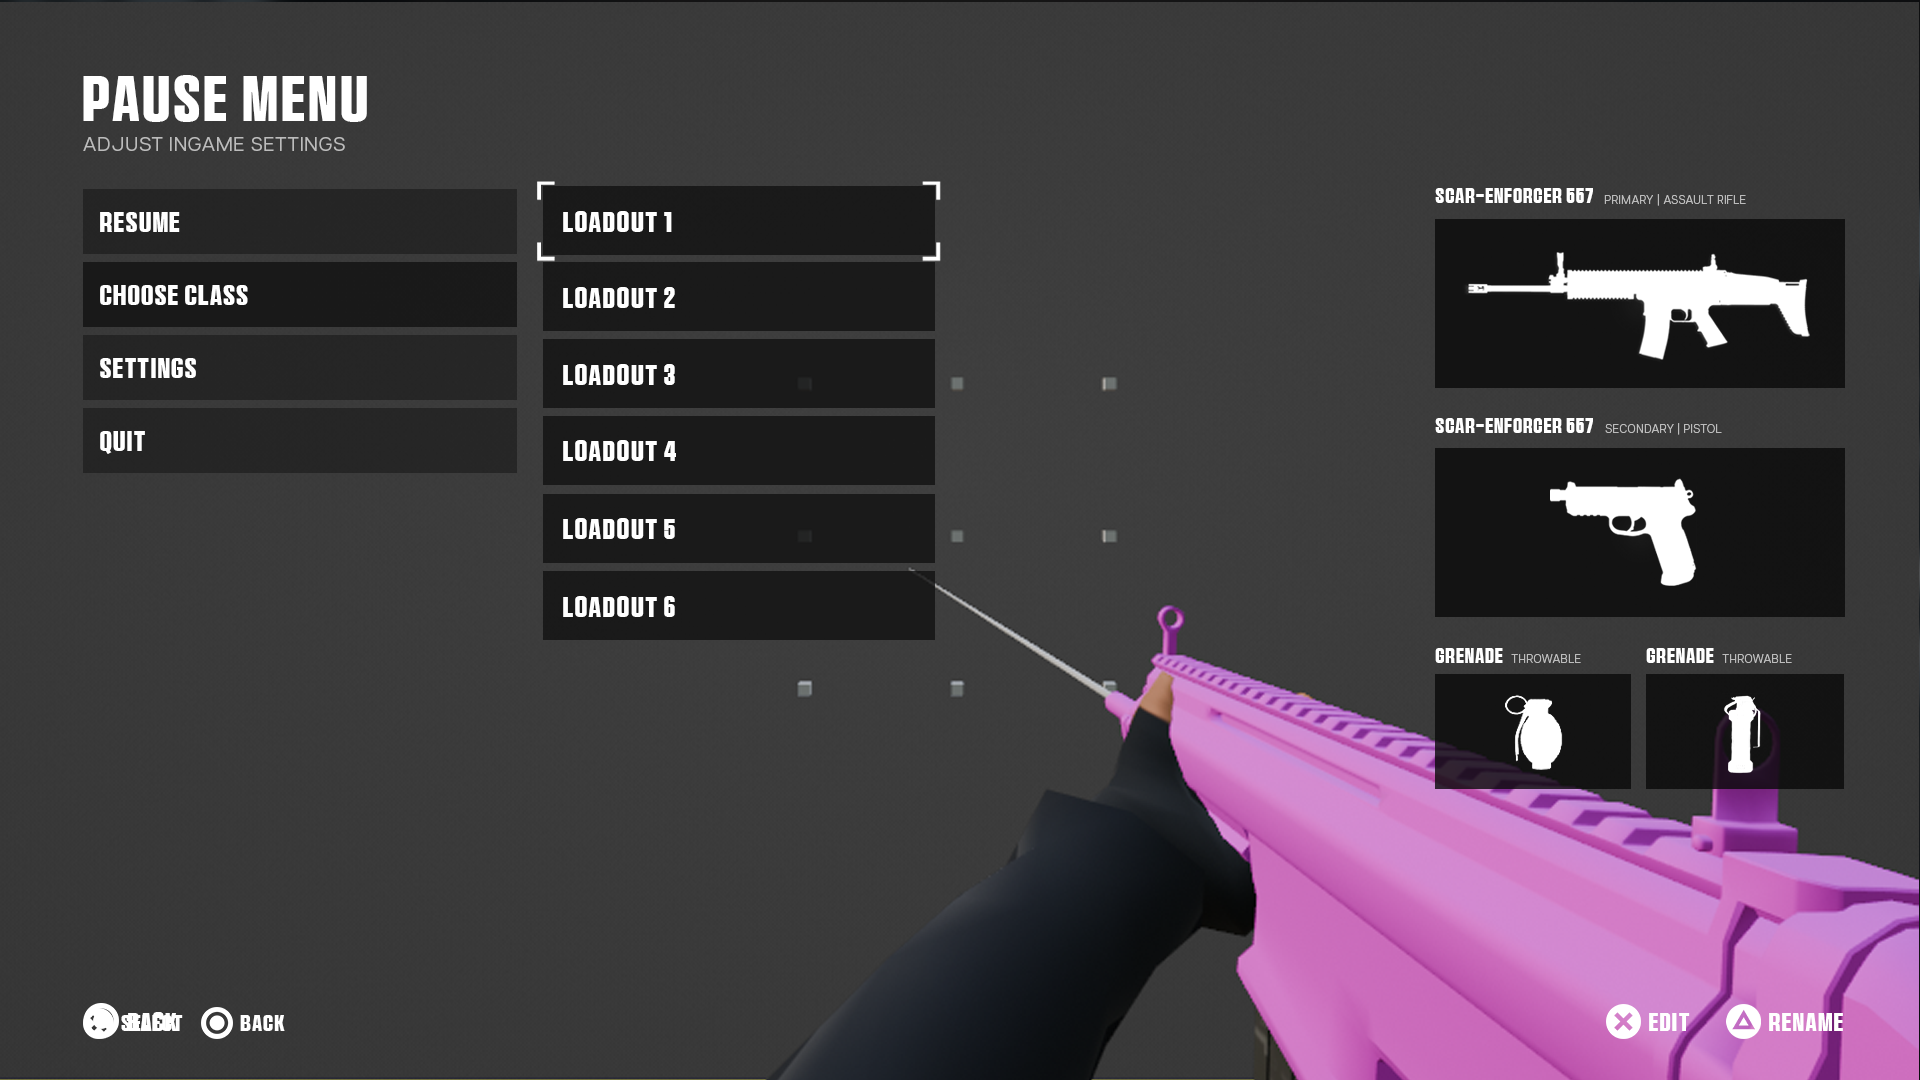 PAUSE MENU
ADJUST INGAME SETTINGS
RESUME
CHOOSE CLASS
SETTINGS
QUIT
LOADOUT 1
LOADOUT 2
LOADOUT 3
LOADOUT 4
LOADOUT 5
LOADOUT 6
SCAR-ENFORCER 557 PRIMARY | ASSAULT RIFLE
SCAR-ENFORCER 557 SECONDARY | PISTOL
GRENADE THROWABLE
GRENADE THROWABLE
BACK
EDIT
RENAME